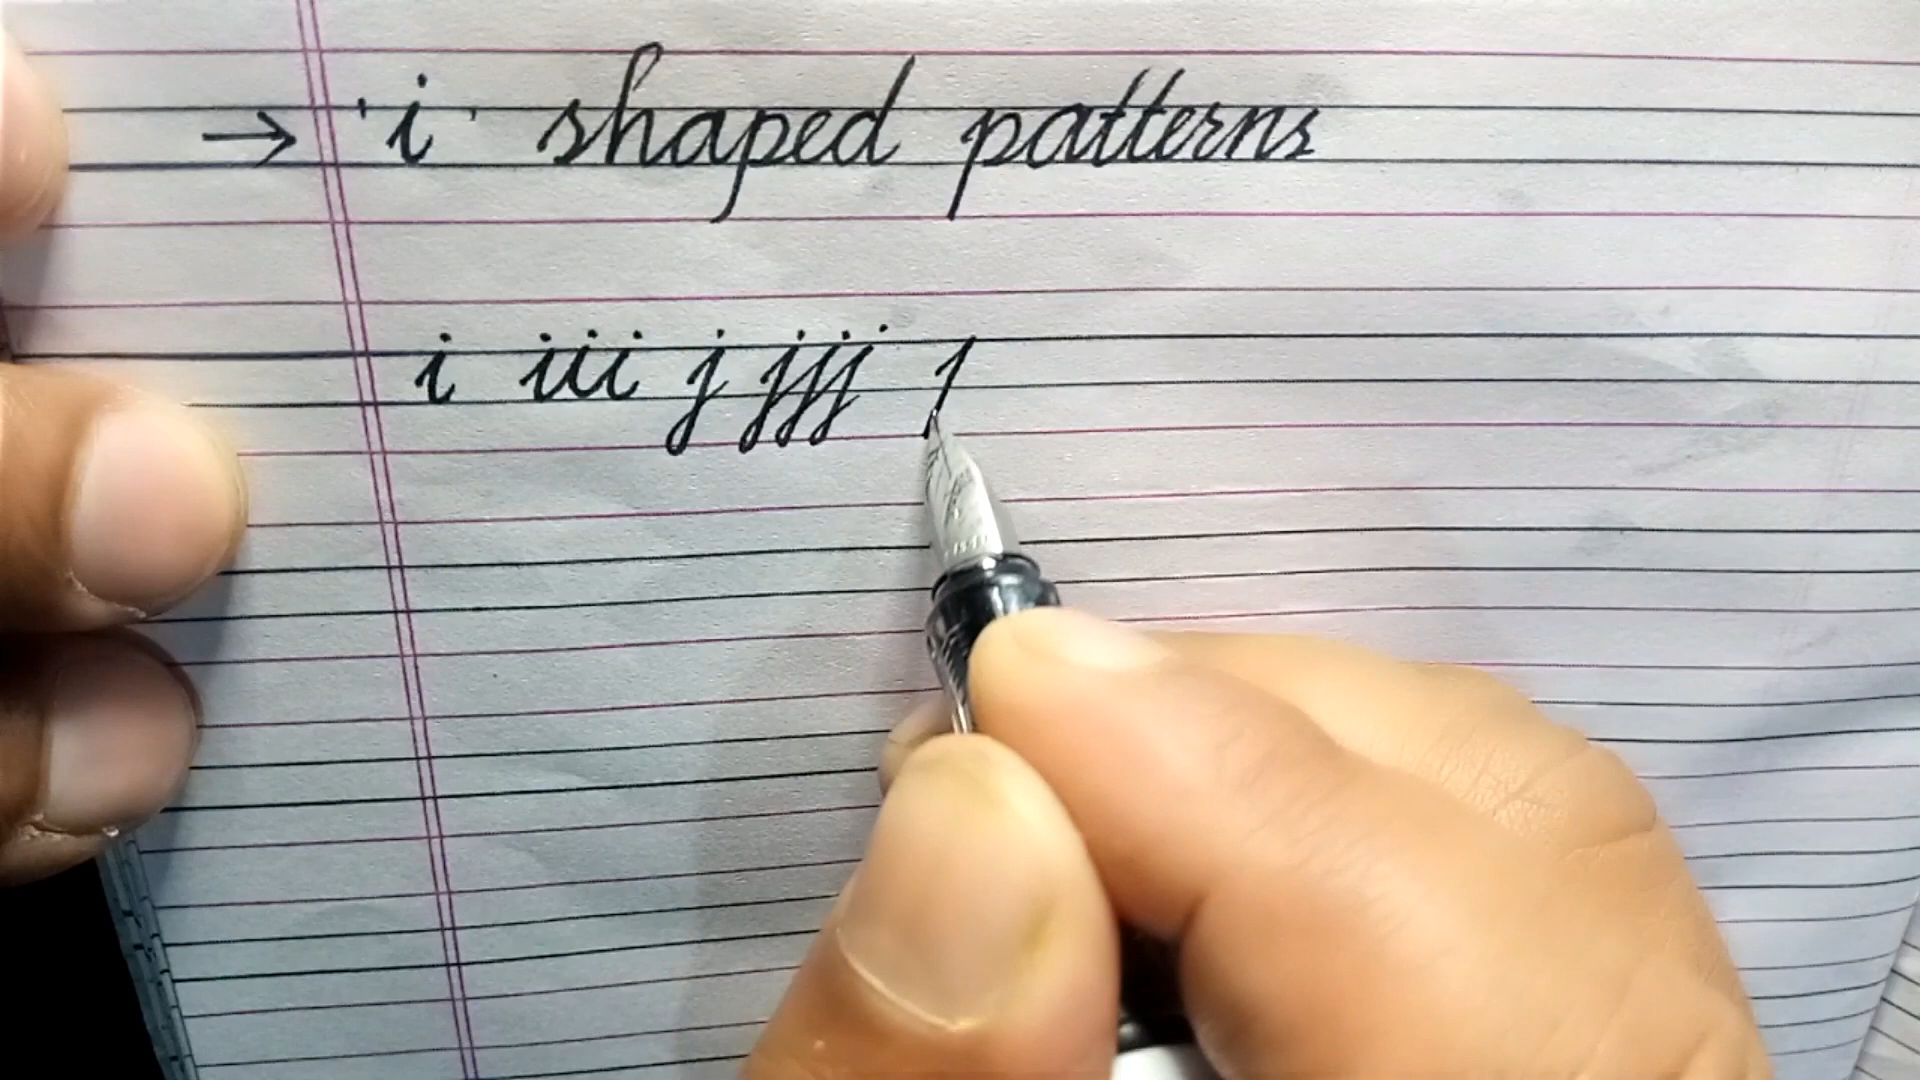 → 'i' shaped patterns
i iii j jjj